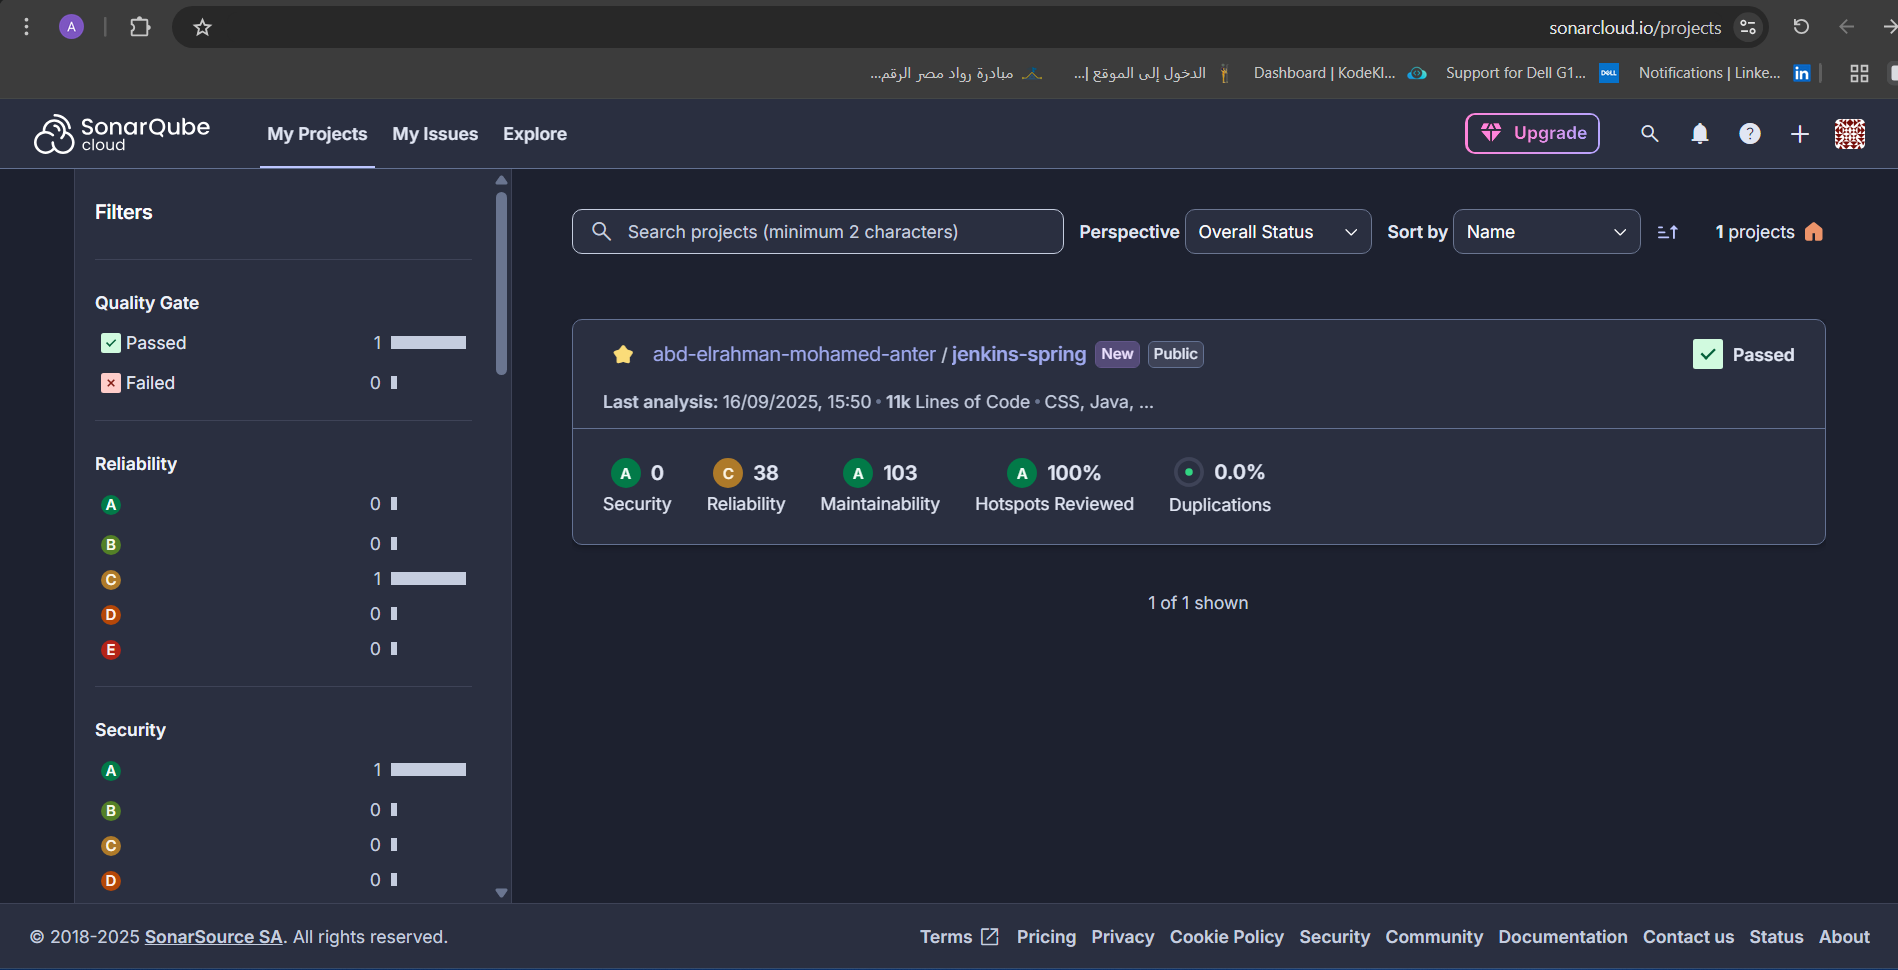 A
sonarcloud.io/projects
مبادرة رواد مصر الرقم...
الدخول إلى الموقع |...
Dashboard | KodeKl...
Support for Dell G1...
DELL
Notifications | Linke...
in
SonarQube
cloud
My Projects
My Issues
Explore
Upgrade
?
Filters
Quality Gate
Passed 1
Failed 0
Reliability
A 0
B 0
C 1
D 0
E 0
Security
A 1
B 0
C 0
D 0
Search projects (minimum 2 characters)
Perspective
Overall Status
Sort by
Name
1 projects
abd-elrahman-mohamed-anter / jenkins-spring New Public
Passed
Last analysis: 16/09/2025, 15:50 • 11k Lines of Code • CSS, Java, ...
A 0
Security
C 38
Reliability
A 103
Maintainability
A 100%
Hotspots Reviewed
0.0%
Duplications
1 of 1 shown
© 2018-2025 SonarSource SA. All rights reserved.
Terms Pricing Privacy Cookie Policy Security Community Documentation Contact us Status About